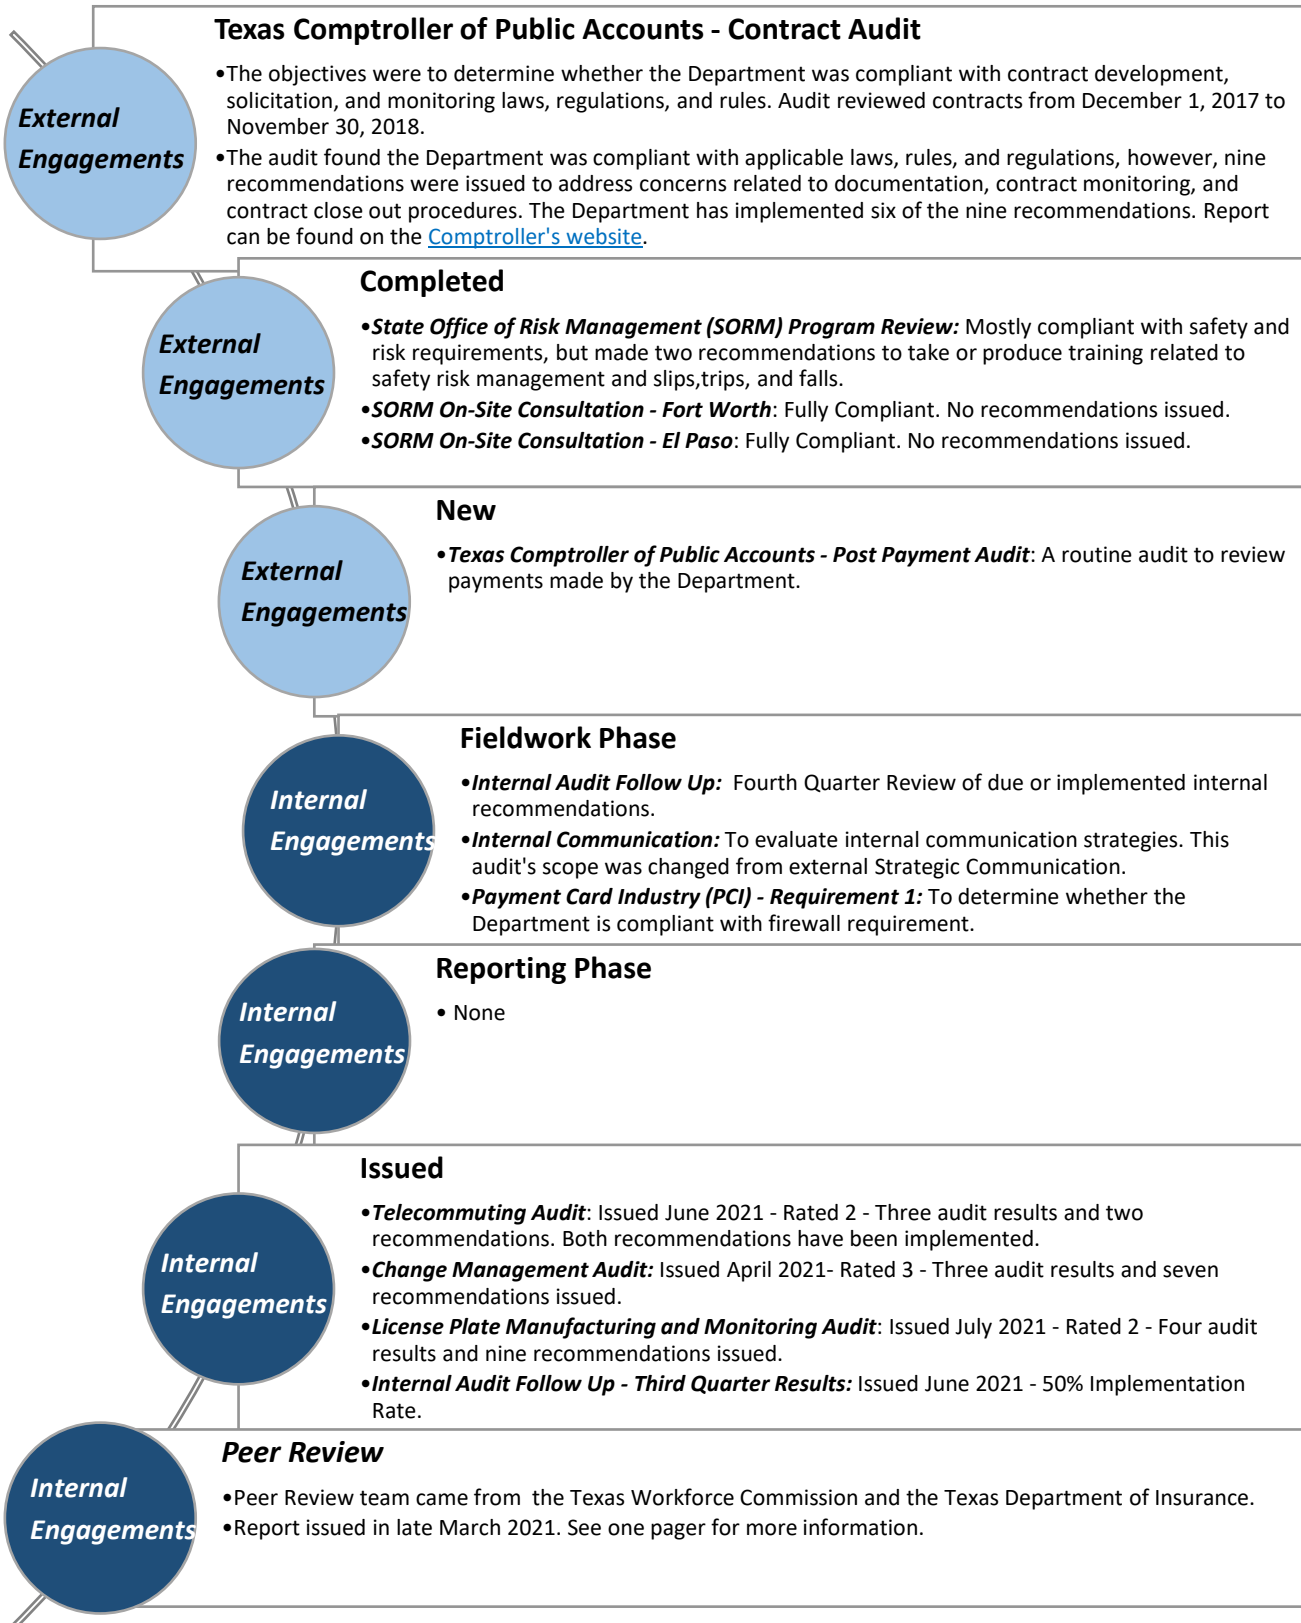 Texas Comptroller of Public Accounts - Contract Audit
External
Engagements
•The objectives were to determine whether the Department was compliant with contract development,
solicitation, and monitoring laws, regulations, and rules. Audit reviewed contracts from December 1, 2017 to
November 30, 2018.
•The audit found the Department was compliant with applicable laws, rules, and regulations, however, nine
recommendations were issued to address concerns related to documentation, contract monitoring, and
contract close out procedures. The Department has implemented six of the nine recommendations. Report
can be found on the Comptroller's website.
Completed
External
Engagements
•State Office of Risk Management (SORM) Program Review: Mostly compliant with safety and
risk requirements, but made two recommendations to take or produce training related to
safety risk management and slips,trips, and falls.
•SORM On-Site Consultation - Fort Worth: Fully Compliant. No recommendations issued.
•SORM On-Site Consultation - El Paso: Fully Compliant. No recommendations issued.
New
External
Engagements
•Texas Comptroller of Public Accounts - Post Payment Audit: A routine audit to review
payments made by the Department.
Fieldwork Phase
Internal
Engagements
•Internal Audit Follow Up: Fourth Quarter Review of due or implemented internal
recommendations.
•Internal Communication: To evaluate internal communication strategies. This
audit's scope was changed from external Strategic Communication.
•Payment Card Industry (PCI) - Requirement 1: To determine whether the
Department is compliant with firewall requirement.
Reporting Phase
Internal
Engagements
• None
Issued
Internal
Engagements
•Telecommuting Audit: Issued June 2021 - Rated 2 - Three audit results and two
recommendations. Both recommendations have been implemented.
•Change Management Audit: Issued April 2021- Rated 3 - Three audit results and seven
recommendations issued.
•License Plate Manufacturing and Monitoring Audit: Issued July 2021 - Rated 2 - Four audit
results and nine recommendations issued.
•Internal Audit Follow Up - Third Quarter Results: Issued June 2021 - 50% Implementation
Rate.
Peer Review
Internal
Engagements
•Peer Review team came from  the Texas Workforce Commission and the Texas Department of Insurance.
•Report issued in late March 2021. See one pager for more information.